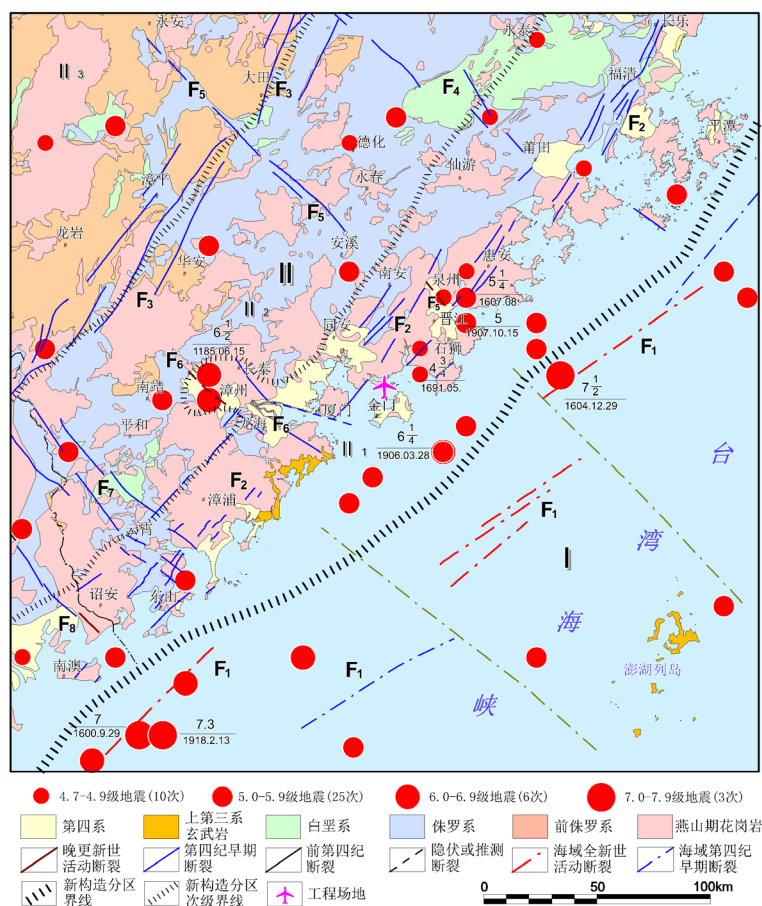 永安
永泰
长乐
大田
福清
II 3
F5
F3
F4
F2
平潭
德化
莆田
仙游
漳平
永春
F5
龙岩
华安
安溪
惠安
II
南安
泉州
5 1/4
1607.08
F3
II 2
F5
晋江
5
1907.10.15
6 1/2
1185.06.15
同安
F2
石狮
F1
F6
长泰
4 3/4
1691.05.
7 1/2
1604.12.29
南靖
漳州
厦门
金门
平和
龙海
F6
6 1/4
1906.03.28
II 1
台
F7
F2
漳浦
F1
云霄
I
湾
诏安
东山
海
F8
南澳
F1
F1
澎湖列岛
峡
7
1600.9.29
7.3
1918.2.13
4.7-4.9级地震(10次)
5.0-5.9级地震(25次)
6.0-6.9级地震(6次)
7.0-7.9级地震(3次)
第四系
上第三系
玄武岩
白垩系
侏罗系
前侏罗系
燕山期花岗岩
晚更新世
活动断裂
第四纪早期
断裂
前第四纪
断裂
隐伏或推测
断裂
海域全新世
活动断裂
海域第四纪
早期断裂
新构造分区
界线
新构造分区
次级界线
工程场地
0 50 100km